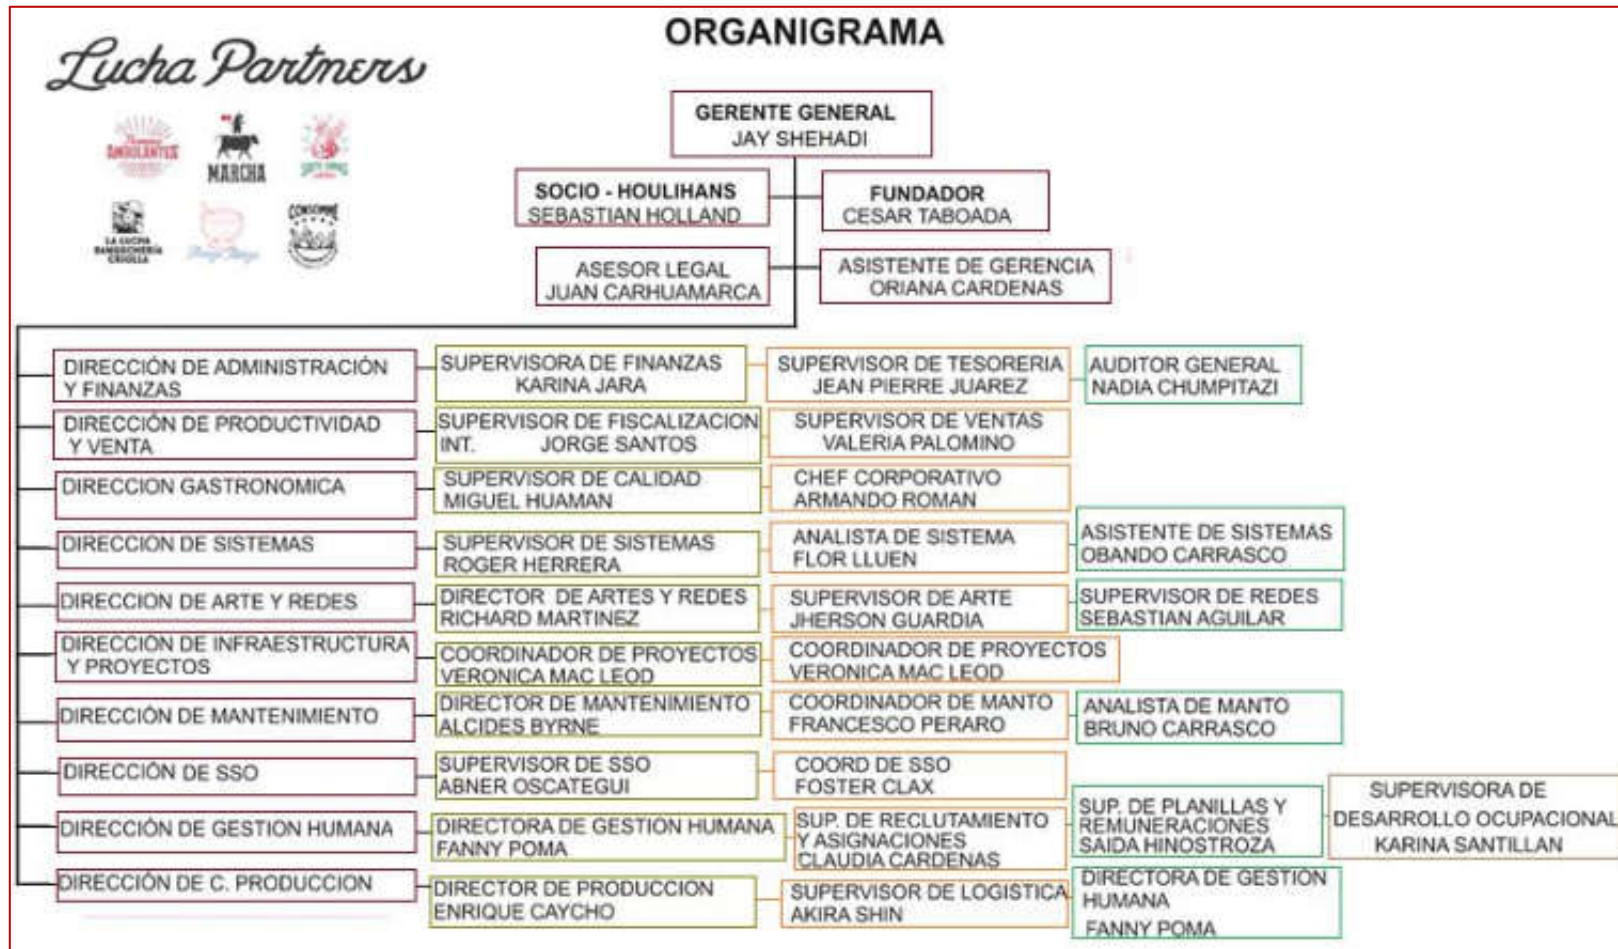 ORGANIGRAMA
Lucha Partners
AMBULANTES
MARCHA
LA LUCHA
SANGUCHERÍA
CRIOLLA
CONSOMMÉ
GERENTE GENERAL
JAY SHEHADI
SOCIO - HOULIHANS
SEBASTIAN HOLLAND
FUNDADOR
CESAR TABOADA
ASESOR LEGAL
JUAN CARHUAMARCA
ASISTENTE DE GERENCIA
ORIANA CARDENAS
DIRECCIÓN DE ADMINISTRACIÓN
Y FINANZAS
SUPERVISORA DE FINANZAS
KARINA JARA
SUPERVISOR DE TESORERIA
JEAN PIERRE JUAREZ
AUDITOR GENERAL
NADIA CHUMPITAZI
DIRECCIÓN DE PRODUCTIVIDAD
Y VENTA
SUPERVISOR DE FISCALIZACION
INT. JORGE SANTOS
SUPERVISOR DE VENTAS
VALERIA PALOMINO
DIRECCION GASTRONOMICA
SUPERVISOR DE CALIDAD
MIGUEL HUAMAN
CHEF CORPORATIVO
ARMANDO ROMAN
DIRECCION DE SISTEMAS
SUPERVISOR DE SISTEMAS
ROGER HERRERA
ANALISTA DE SISTEMA
FLOR LLUEN
ASISTENTE DE SISTEMAS
OBANDO CARRASCO
DIRECCION DE ARTE Y REDES
DIRECTOR DE ARTES Y REDES
RICHARD MARTINEZ
SUPERVISOR DE ARTE
JHERSON GUARDIA
SUPERVISOR DE REDES
SEBASTIAN AGUILAR
DIRECCIÓN DE INFRAESTRUCTURA
Y PROYECTOS
COORDINADOR DE PROYECTOS
VERONICA MAC LEOD
COORDINADOR DE PROYECTOS
VERONICA MAC LEOD
DIRECCIÓN DE MANTENIMIENTO
DIRECTOR DE MANTENIMIENTO
ALCIDES BYRNE
COORDINADOR DE MANTO
FRANCESCO PERARO
ANALISTA DE MANTO
BRUNO CARRASCO
DIRECCIÓN DE SSO
SUPERVISOR DE SSO
ABNER OSCATEGUI
COORD DE SSO
FOSTER CLAX
DIRECCIÓN DE GESTION HUMANA
DIRECTORA DE GESTIÓN HUMANA
FANNY POMA
SUP. DE RECLUTAMIENTO
Y ASIGNACIONES
CLAUDIA CARDENAS
SUP. DE PLANILLAS Y
REMUNERACIONES
SAIDA HINOSTROZA
SUPERVISORA DE
DESARROLLO OCUPACIONAL
KARINA SANTILLAN
DIRECCIÓN DE C. PRODUCCION
DIRECTOR DE PRODUCCION
ENRIQUE CAYCHO
SUPERVISOR DE LOGISTICA
AKIRA SHIN
DIRECTORA DE GESTIÓN
HUMANA
FANNY POMA